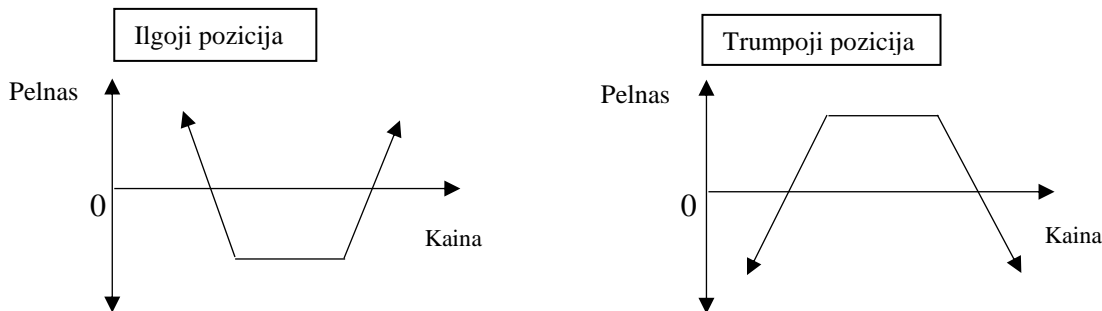 Ilgoji pozicija
Pelnas
0
Kaina
Trumpoji pozicija
Pelnas
0
Kaina